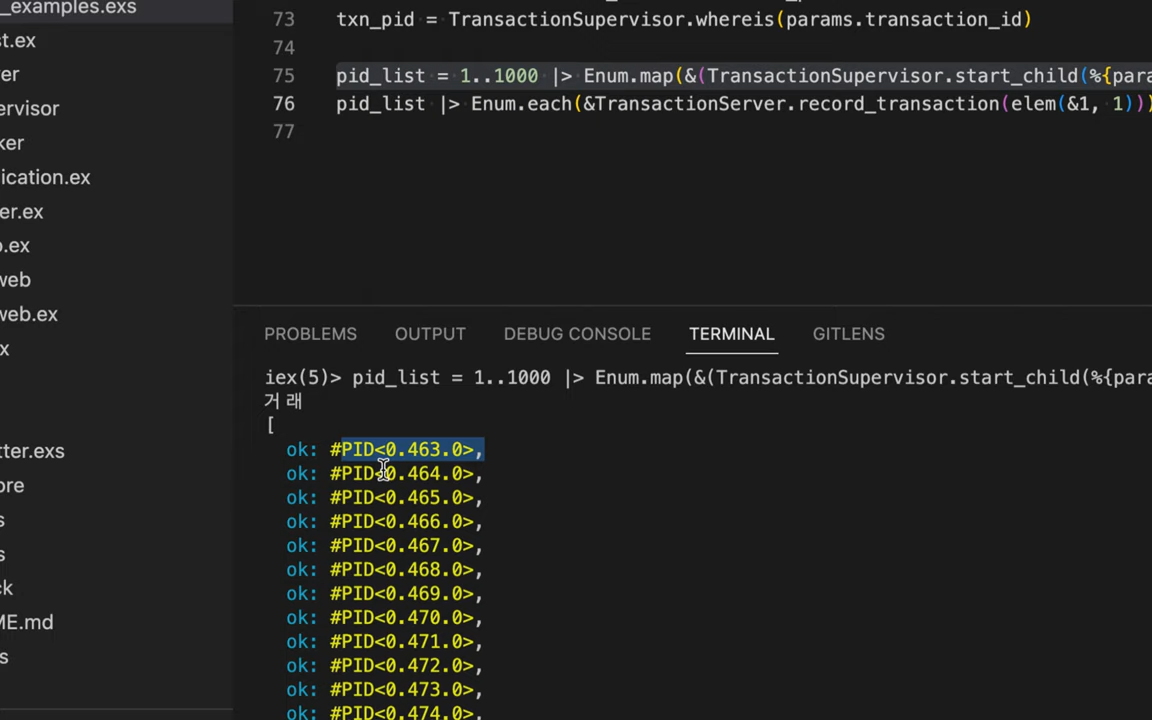 _examples.exs
t.ex
er
ervisor
ker
ication.ex
er.ex
o.ex
web
web.ex
x
tter.exs
ore
s
s
ck
ME.md
s
73 txn_pid = TransactionSupervisor.whereis(params.transaction_id)
74
75 pid_list = 1..1000 |> Enum.map(&(TransactionSupervisor.start_child(%{para
76 pid_list |> Enum.each(&TransactionServer.record_transaction(elem(&1, 1)))
77
PROBLEMS OUTPUT DEBUG CONSOLE TERMINAL GITLENS
iex(5)> pid_list = 1..1000 |> Enum.map(&(TransactionSupervisor.start_child(%{para
거래
[
ok: #PID<0.463.0>,
ok: #PID<0.464.0>,
ok: #PID<0.465.0>,
ok: #PID<0.466.0>,
ok: #PID<0.467.0>,
ok: #PID<0.468.0>,
ok: #PID<0.469.0>,
ok: #PID<0.470.0>,
ok: #PID<0.471.0>,
ok: #PID<0.472.0>,
ok: #PID<0.473.0>,
ok: #PID<0.474.0>,